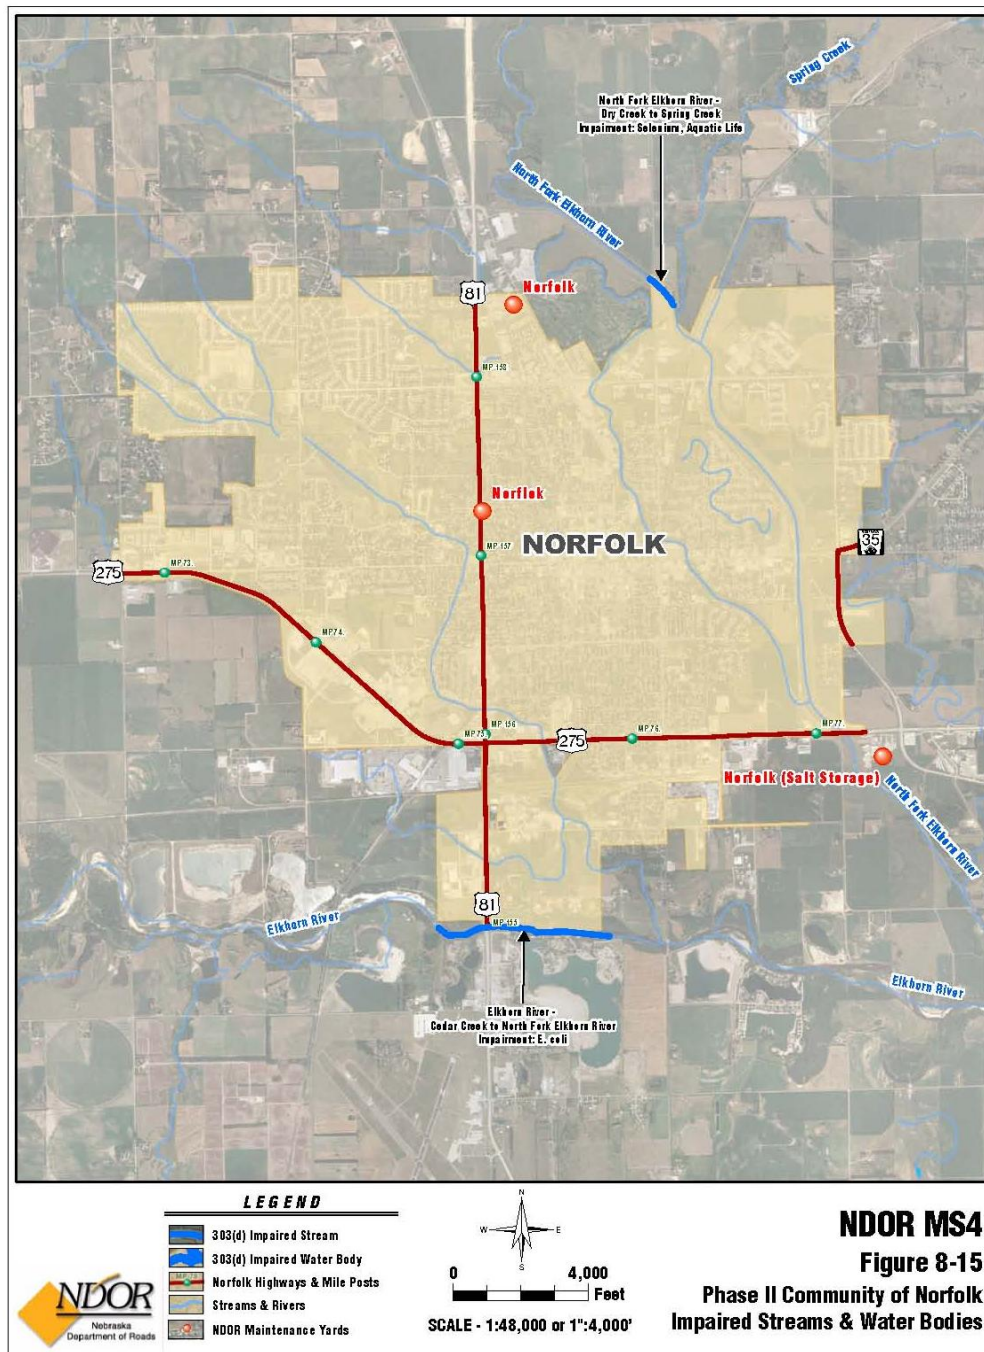 Spring Creek
North Fork Elkhorn River -
Dry Creek to Spring Creek
Impairment: Selenium, Aquatic Life
North Fork Elkhorn River
81
Norfolk
MP.158
Norflok
MP.157
NORFOLK
35
275
MP.73.
MP.74.
MP.156
MP.75.
275
MP.76.
MP.77.
Norfolk (Salt Storage)
North Fork Elkhorn River
81
MP.155
Elkhorn River
Elkhorn River
Elkhorn River -
Cedar Creek to North Fork Elkhorn River
Impairment: E. coli
LEGEND
303(d) Impaired Stream
303(d) Impaired Water Body
Norfolk Highways & Mile Posts
Streams & Rivers
NDOR Maintenance Yards
NDOR
Nebraska
Department of Roads
N
W E
S
0 4,000
Feet
SCALE - 1:48,000 or 1":4,000'
NDOR MS4
Figure 8-15
Phase II Community of Norfolk
Impaired Streams & Water Bodies